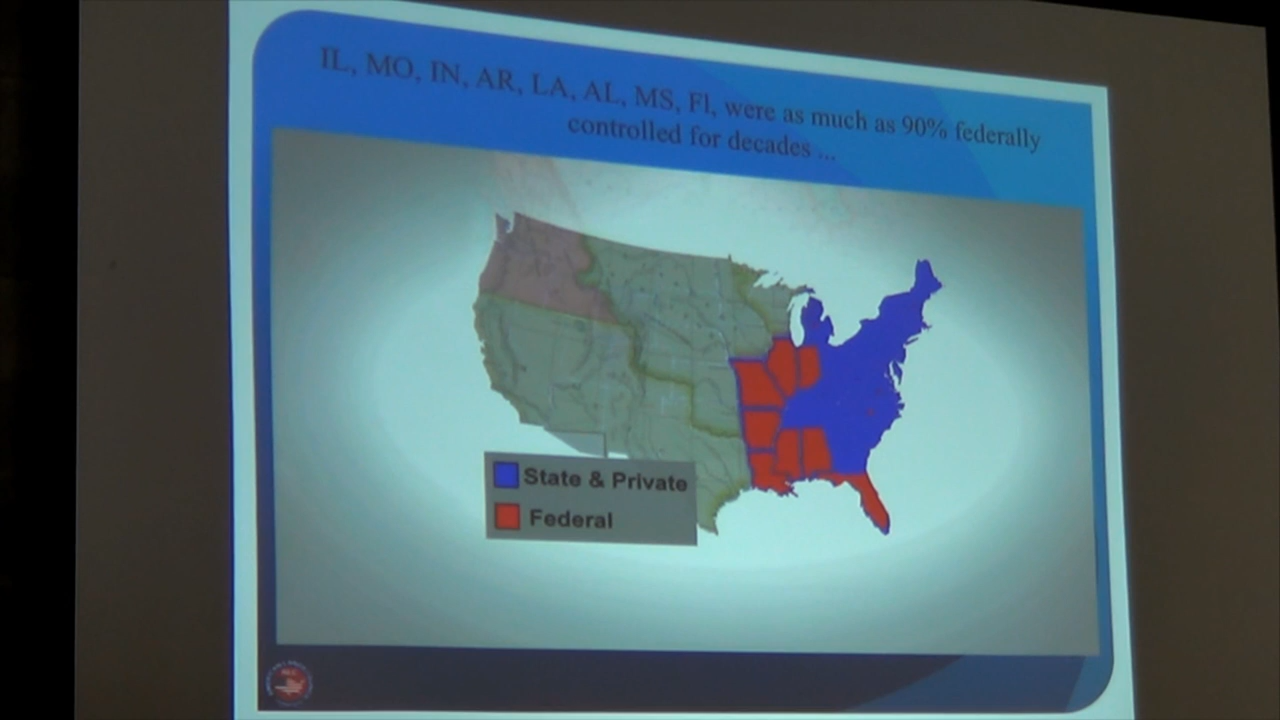 IL, MO, IN, AR, LA, AL, MS, Fl, were as much as 90% federally
controlled for decades ...
State & Private
Federal